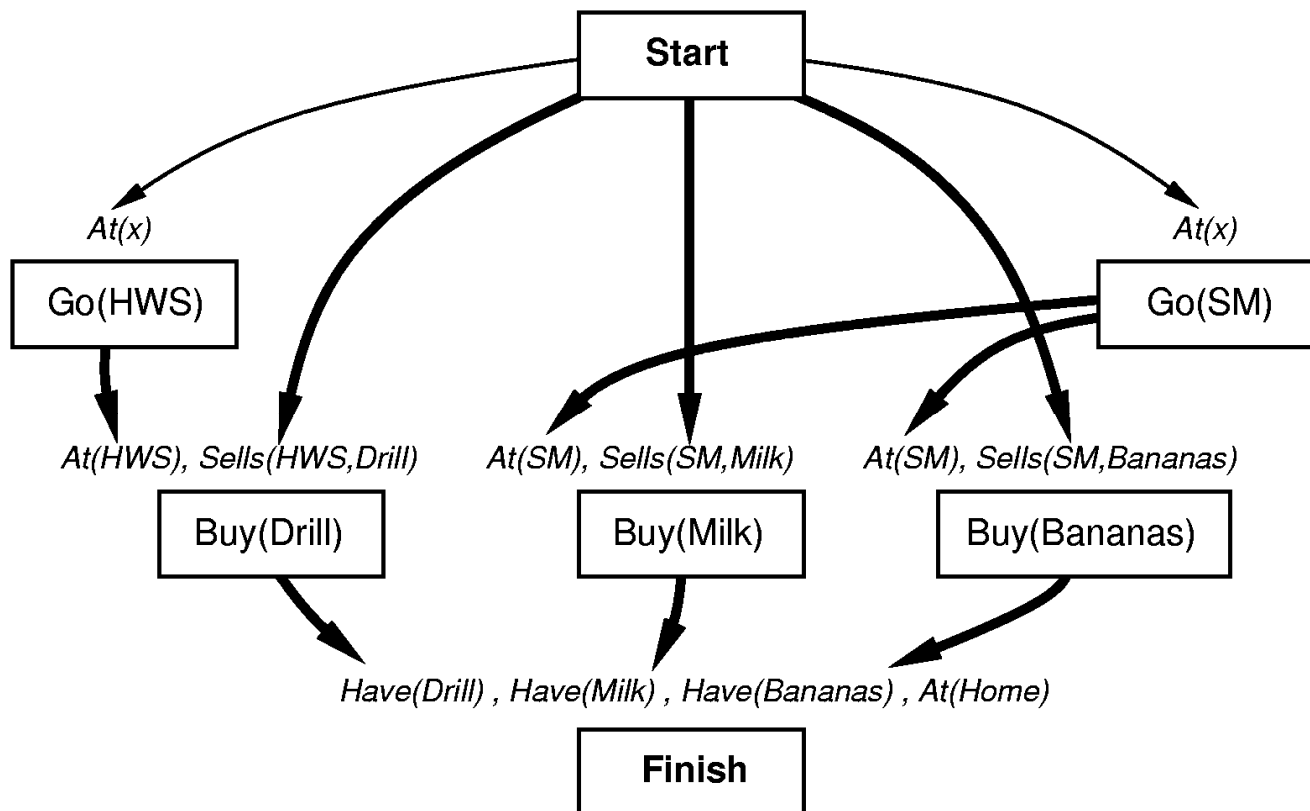 Start
At(x)
At(x)
Go(HWS)
Go(SM)
At(HWS), Sells(HWS,Drill)
At(SM), Sells(SM,Milk)
At(SM), Sells(SM,Bananas)
Buy(Drill)
Buy(Milk)
Buy(Bananas)
Have(Drill) , Have(Milk) , Have(Bananas) , At(Home)
Finish